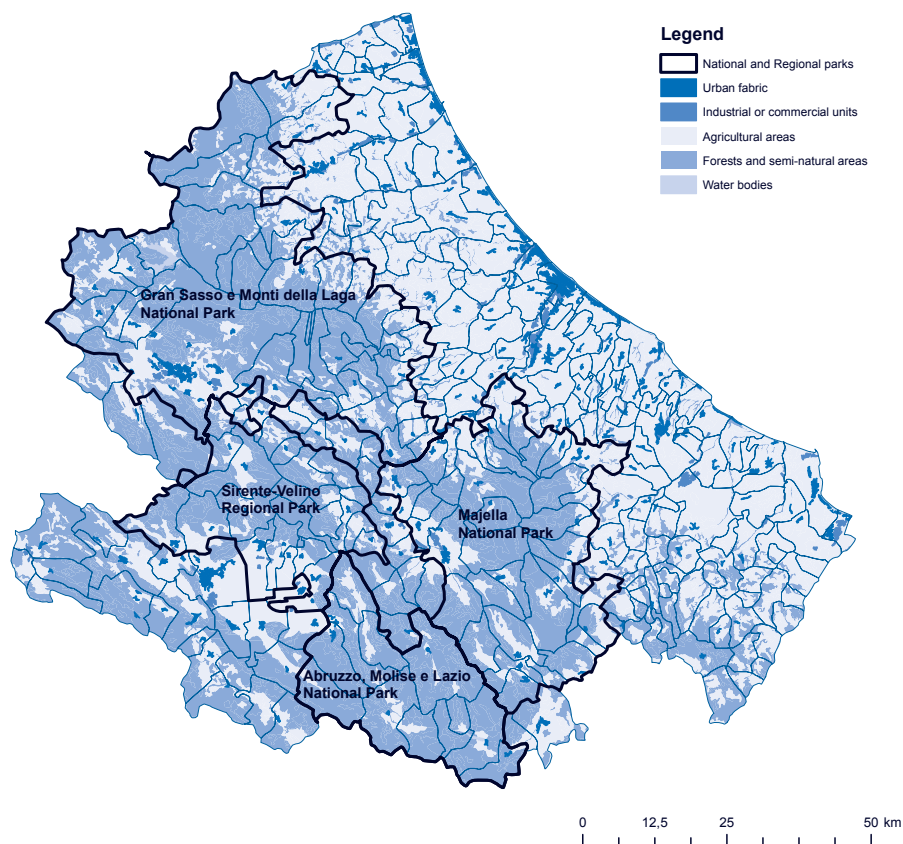 Legend
National and Regional parks
Urban fabric
Industrial or commercial units
Agricultural areas
Forests and semi-natural areas
Water bodies
Gran Sasso e Monti della Laga
National Park
Sirente-Velino
Regional Park
Majella
National Park
Abruzzo, Molise e Lazio
National Park
0 12,5 25 50 km